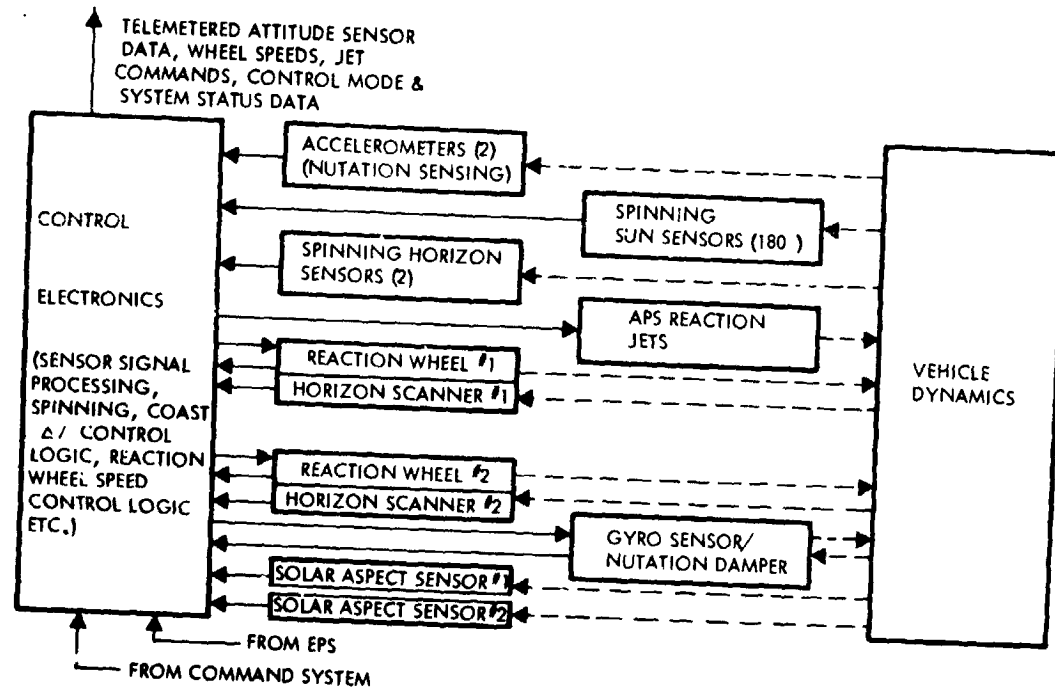 TELEMETERED ATTITUDE SENSOR
DATA, WHEEL SPEEDS, JET
COMMANDS, CONTROL MODE &
SYSTEM STATUS DATA
CONTROL
ELECTRONICS
(SENSOR SIGNAL
PROCESSING,
SPINNING, COAST
CONTROL
LOGIC, REACTION
WHEEL SPEED
CONTROL LOGIC
ETC.)
ACCELEROMETERS (2)
(NUTATION SENSING)
SPINNING
SUN SENSORS (180 )
SPINNING HORIZON
SENSORS (2)
APS REACTION
JETS
REACTION WHEEL #1
HORIZON SCANNER #1
REACTION WHEEL #2
HORIZON SCANNER #2
GYRO SENSOR/
NUTATION DAMPER
SOLAR ASPECT SENSOR #1
SOLAR ASPECT SENSOR #2
VEHICLE
DYNAMICS
FROM EPS
FROM COMMAND SYSTEM